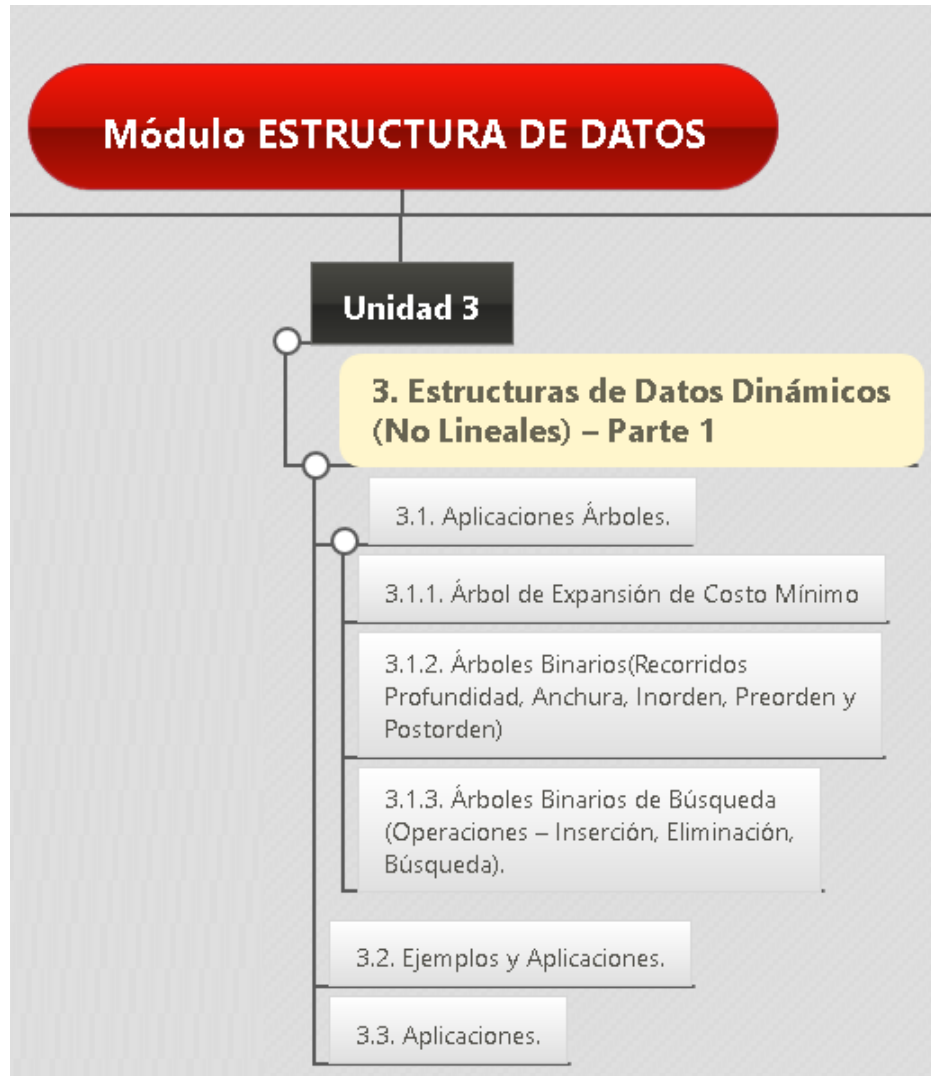 Módulo ESTRUCTURA DE DATOS
Unidad 3
3. Estructuras de Datos Dinámicos
(No Lineales) – Parte 1
3.1. Aplicaciones Árboles.
3.1.1. Árbol de Expansión de Costo Mínimo
3.1.2. Árboles Binarios(Recorridos
Profundidad, Anchura, Inorden, Preorden y
Postorden)
3.1.3. Árboles Binarios de Búsqueda
(Operaciones – Inserción, Eliminación,
Búsqueda).
3.2. Ejemplos y Aplicaciones.
3.3. Aplicaciones.